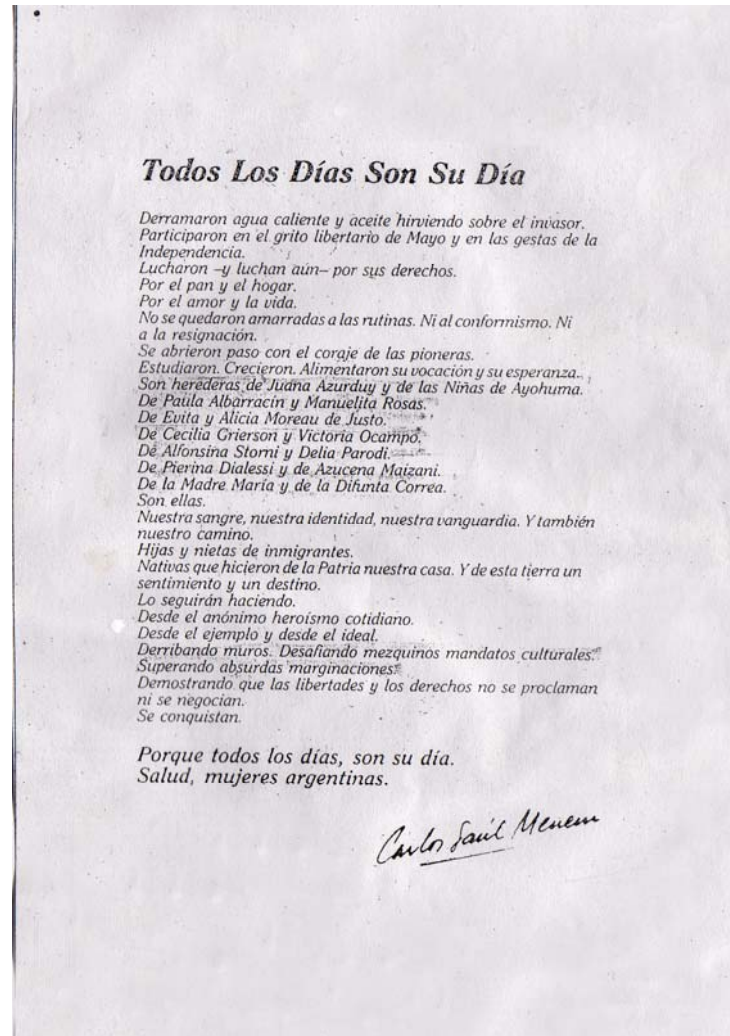 Todos Los Días Son Su Día
Derramaron agua caliente y aceite hirviendo sobre el invasor.
Participaron en el grito libertario de Mayo y en las gestas de la
Independencia.
Lucharon –y luchan aún– por sus derechos.
Por el pan y el hogar.
Por el amor y la vida.
No se quedaron amarradas a las rutinas. Ni al conformismo. Ni
a la resignación.
Se abrieron paso con el coraje de las pioneras.
Estudiaron. Crecieron. Alimentaron su vocación y su esperanza.
Son herederas de Juana Azurduy y de las Niñas de Ayohuma.
De Paula Albarracín y Manuelita Rosas.
De Evita y Alicia Moreau de Justo.
De Cecilia Grierson y Victoria Ocampo.
De Alfonsina Storni y Delia Parodi.
De Pierina Dialessi y de Azucena Maizani.
De la Madre María y de la Difunta Correa.
Son ellas.
Nuestra sangre, nuestra identidad, nuestra vanguardia. Y también
nuestro camino.
Hijas y nietas de inmigrantes.
Nativas que hicieron de la Patria nuestra casa. Y de esta tierra un
sentimiento y un destino.
Lo seguirán haciendo.
Desde el anónimo heroísmo cotidiano.
Desde el ejemplo y desde el ideal.
Derribando muros. Desafiando mezquinos mandatos culturales.
Superando absurdas marginaciones.
Demostrando que las libertades y los derechos no se proclaman
ni se negocian.
Se conquistan.
Porque todos los días, son su día.
Salud, mujeres argentinas.
Carlos Saúl Menem